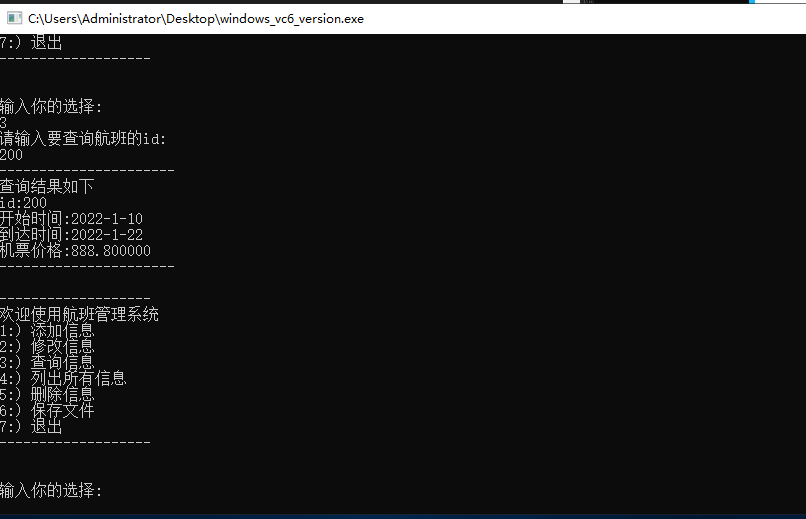 C:\Users\Administrator\Desktop\windows_vc6_version.exe
7:) 退出
-------------------
输入你的选择:
3
请输入要查询航班的id:
200
----------------------
查询结果如下
id:200
开始时间:2022-1-10
到达时间:2022-1-22
机票价格:888.800000
----------------------
-------------------
欢迎使用航班管理系统
1:) 添加信息
2:) 修改信息
3:) 查询信息
4:) 列出所有信息
5:) 删除信息
6:) 保存文件
7:) 退出
-------------------
输入你的选择: